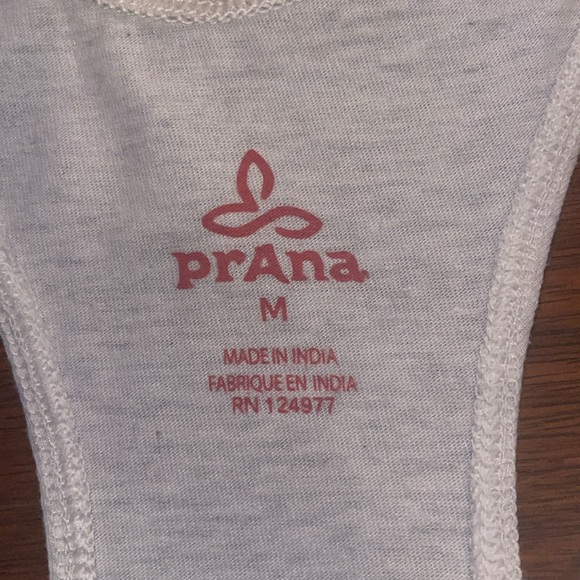 prAna
M
MADE IN INDIA
FABRIQUE EN INDIA
RN 124977